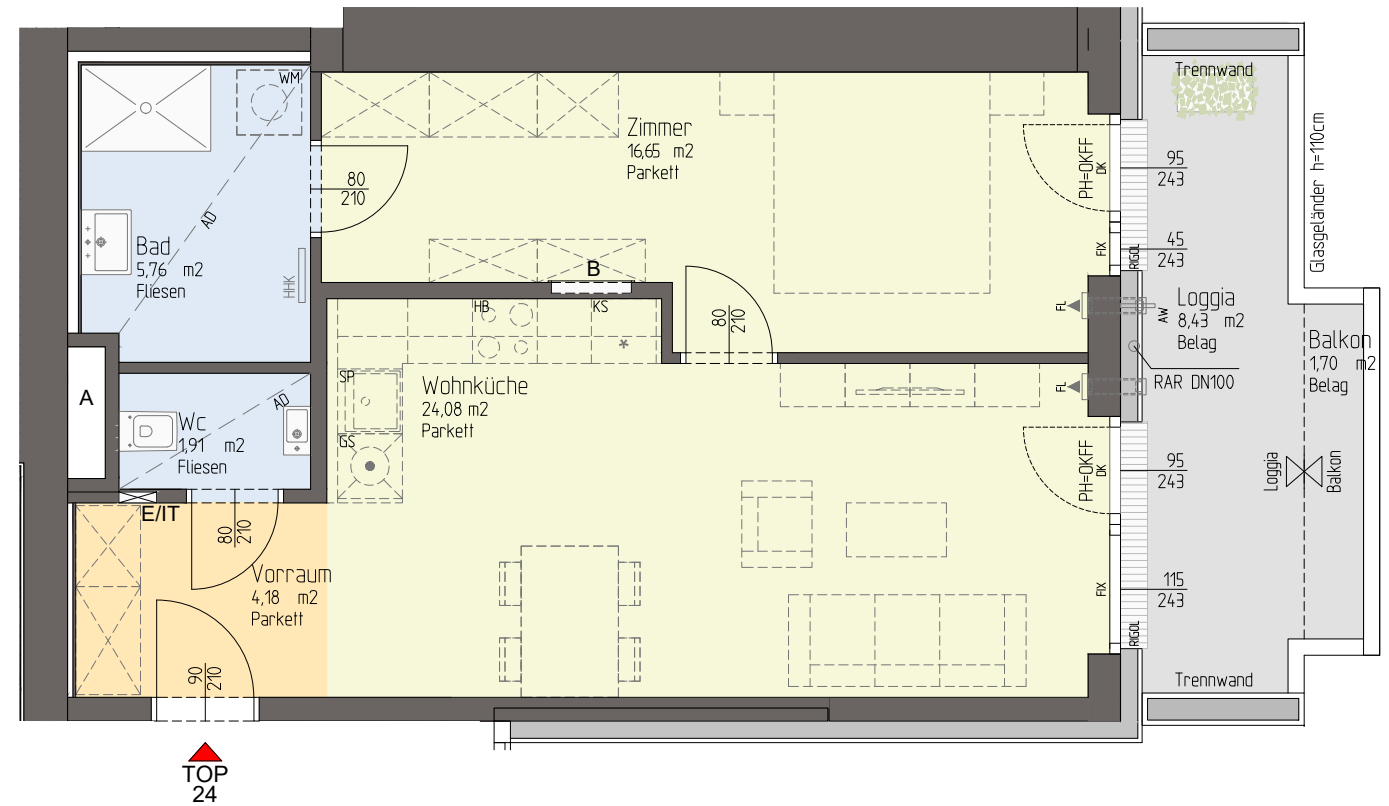 WM
Zimmer
16,65 m2
Parkett
80
210
AD
Bad
5,76 m2
Fliesen
HHK
B
HB
KS
*
80
210
PH=OKFF
DK
FIX
RIGOL
95
243
45
243
Trennwand
Glasgeländer h=110cm
FL
AW
Loggia
8,43 m2
Belag
Balkon
1,70 m2
Belag
RAR DN100
FL
A
Wc
1,91 m2
Fliesen
AD
SP
GS
Wohnküche
24,08 m2
Parkett
PH=OKFF
DK
FIX
RIGOL
95
243
115
243
Loggia
Balkon
E/IT
80
210
Vorraum
4,18 m2
Parkett
90
210
Trennwand
TOP
24